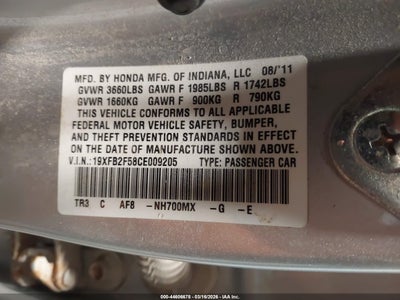 MFD. BY HONDA MFG. OF INDIANA, LLC 08/'11
GVWR 3660LBS GAWR F 1985LBS R 1742LBS
GVWR 1660KG GAWR F 900KG R 790KG
THIS VEHICLE CONFORMS TO ALL APPLICABLE
FEDERAL MOTOR VEHICLE SAFETY, BUMPER,
AND THEFT PREVENTION STANDARDS IN EFFECT
ON THE DATE OF MANUFACTURE SHOWN ABOVE.
V.I.N.: 19XFB2F58CE009205 TYPE: PASSENGER CAR
TR3 C AF8 -NH700MX -G -E
000-44606678 - 03/16/2026 - IAA Inc.